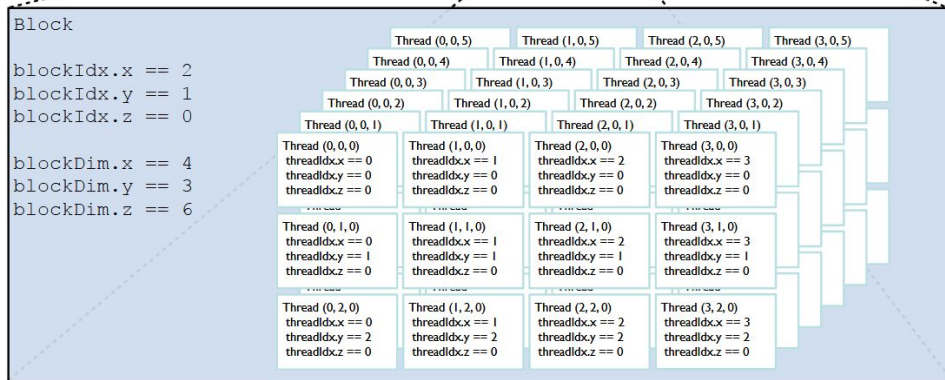 Block
blockIdx.x == 2
blockIdx.y == 1
blockIdx.z == 0
blockDim.x == 4
blockDim.y == 3
blockDim.z == 6
Thread (0, 0, 5) Thread (1, 0, 5) Thread (2, 0, 5) Thread (3, 0, 5)
Thread (0, 0, 4) Thread (1, 0, 4) Thread (2, 0, 4) Thread (3, 0, 4)
Thread (0, 0, 3) Thread (1, 0, 3) Thread (2, 0, 3) Thread (3, 0, 3)
Thread (0, 0, 2) Thread (1, 0, 2) Thread (2, 0, 2) Thread (3, 0, 2)
Thread (0, 0, 1) Thread (1, 0, 1) Thread (2, 0, 1) Thread (3, 0, 1)
Thread (0, 0, 0) Thread (1, 0, 0) Thread (2, 0, 0) Thread (3, 0, 0)
threadIdx.x == 0 threadIdx.x == 1 threadIdx.x == 2 threadIdx.x == 3
threadIdx.y == 0 threadIdx.y == 0 threadIdx.y == 0 threadIdx.y == 0
threadIdx.z == 0 threadIdx.z == 0 threadIdx.z == 0 threadIdx.z == 0
Thread (0, 1, 0) Thread (1, 1, 0) Thread (2, 1, 0) Thread (3, 1, 0)
threadIdx.x == 0 threadIdx.x == 1 threadIdx.x == 2 threadIdx.x == 3
threadIdx.y == 1 threadIdx.y == 1 threadIdx.y == 1 threadIdx.y == 1
threadIdx.z == 0 threadIdx.z == 0 threadIdx.z == 0 threadIdx.z == 0
Thread (0, 2, 0) Thread (1, 2, 0) Thread (2, 2, 0) Thread (3, 2, 0)
threadIdx.x == 0 threadIdx.x == 1 threadIdx.x == 2 threadIdx.x == 3
threadIdx.y == 2 threadIdx.y == 2 threadIdx.y == 2 threadIdx.y == 2
threadIdx.z == 0 threadIdx.z == 0 threadIdx.z == 0 threadIdx.z == 0